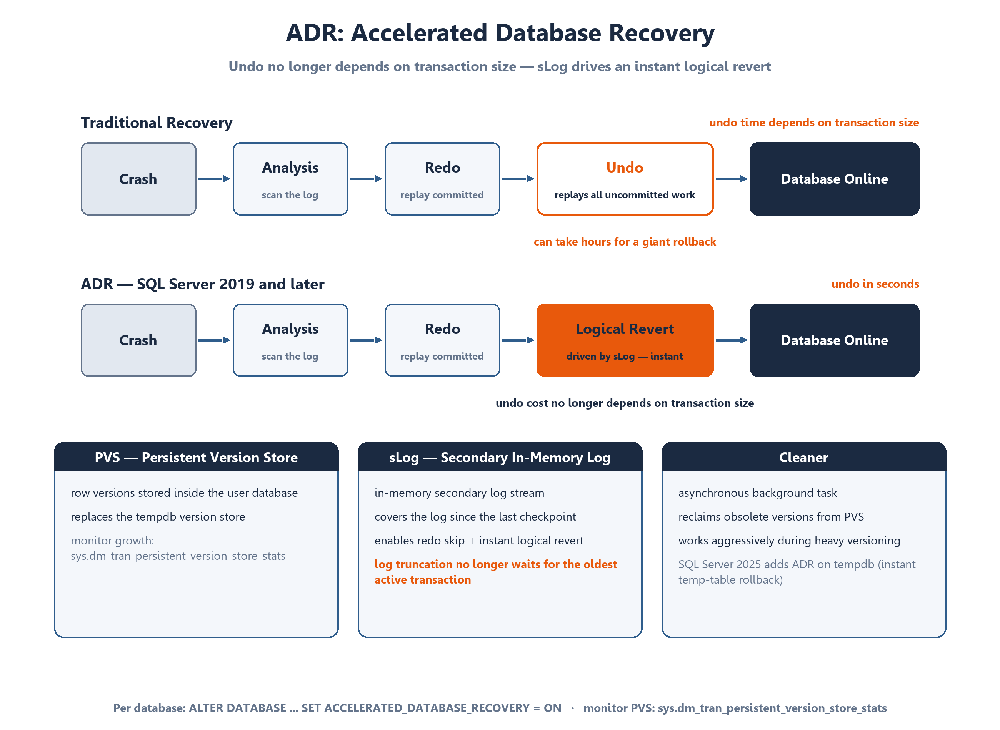 ADR: Accelerated Database Recovery
Undo no longer depends on transaction size — sLog drives an instant logical revert
Traditional Recovery
undo time depends on transaction size
Crash
Analysis
scan the log
Redo
replay committed
Undo
replays all uncommitted work
Database Online
can take hours for a giant rollback
ADR — SQL Server 2019 and later
undo in seconds
Crash
Analysis
scan the log
Redo
replay committed
Logical Revert
driven by sLog — instant
Database Online
undo cost no longer depends on transaction size
PVS — Persistent Version Store
row versions stored inside the user database
replaces the tempdb version store
monitor growth:
sys.dm_tran_persistent_version_store_stats
sLog — Secondary In-Memory Log
in-memory secondary log stream
covers the log since the last checkpoint
enables redo skip + instant logical revert
log truncation no longer waits for the oldest
active transaction
Cleaner
asynchronous background task
reclaims obsolete versions from PVS
works aggressively during heavy versioning
SQL Server 2025 adds ADR on tempdb (instant
temp-table rollback)
Per database: ALTER DATABASE ... SET ACCELERATED_DATABASE_RECOVERY = ON · monitor PVS: sys.dm_tran_persistent_version_store_stats